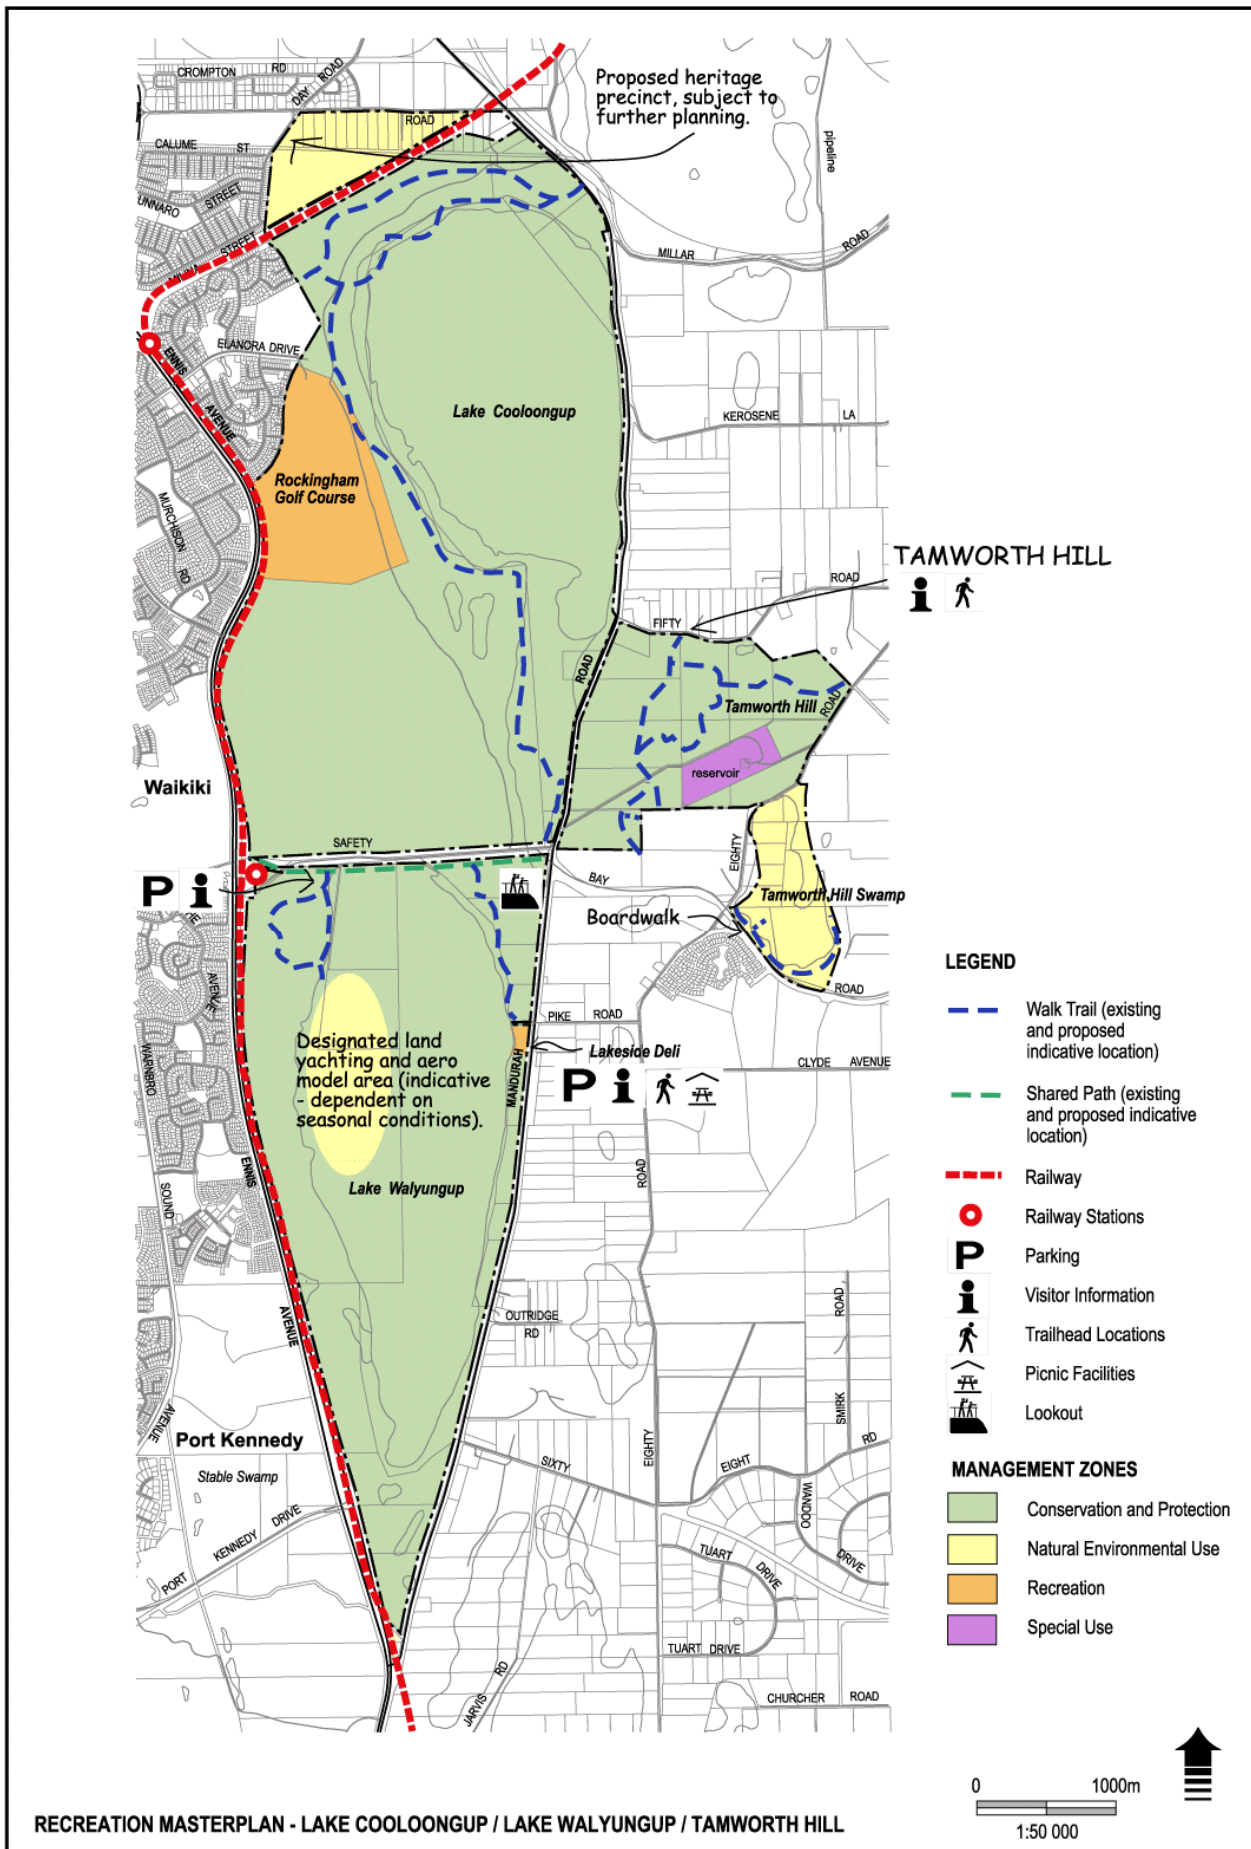 CROMPTON RD
DAY ROAD
ROAD
Proposed heritage
precinct, subject to
further planning.
pipeline
CALUME ST
STREET
UNNARO
STREET
MILLAR ROAD
ELANORA DRIVE
ENNIS
AVENUE
Lake Cooloongup
KEROSENE LA
Rockingham
Golf Course
MURCHISON
RD
TAMWORTH HILL
ROAD
FIFTY
ROAD
Tamworth Hill
ROAD
reservoir
Waikiki
SAFETY
EIGHTY
BAY
P
Tamworth Hill Swamp
Boardwalk
ROAD
AVENUE
PIKE ROAD
Designated land
yachting and aero
model area (indicative
- dependent on
seasonal conditions).
Lakeside Deli
CLYDE AVENUE
MANDURAH
P
WARNBRO
ENNIS
ROAD
Lake Walyungup
SOUND
AVENUE
OUTRIDGE
RD
ROAD
SMIRK
AVENUE
Port Kennedy
Stable Swamp
SIXTY
EIGHTY
EIGHT
RD
WANDOO
DRIVE
PORT KENNEDY DRIVE
TUART DRIVE
TUART DRIVE
JARVIS RD
CHURCHER ROAD
LEGEND
Walk Trail (existing
and proposed
indicative location)
Shared Path (existing
and proposed indicative
location)
Railway
Railway Stations
P
Parking
Visitor Information
Trailhead Locations
Picnic Facilities
Lookout
MANAGEMENT ZONES
Conservation and Protection
Natural Environmental Use
Recreation
Special Use
0 1000m
1:50 000
RECREATION MASTERPLAN - LAKE COOLOONGUP / LAKE WALYUNGUP / TAMWORTH HILL